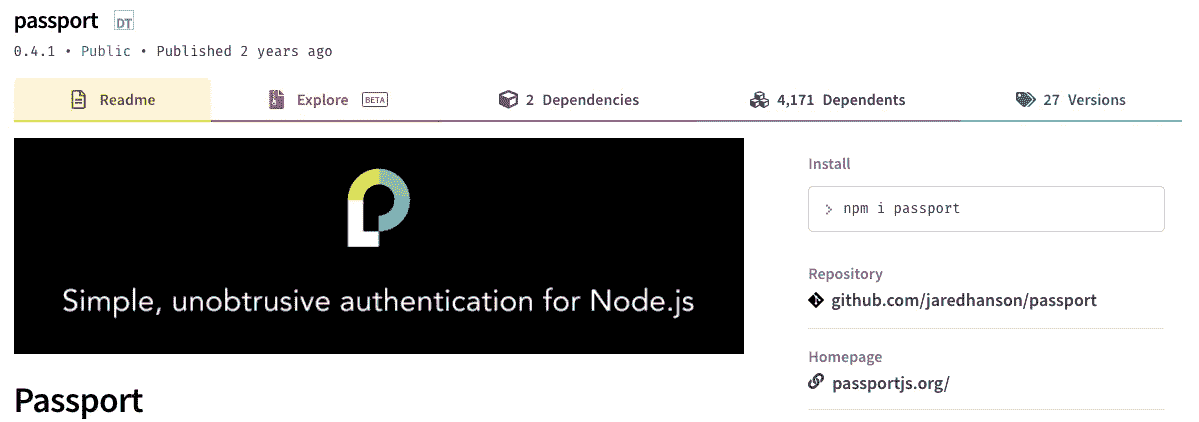 passport DT
0.4.1 • Public • Published 2 years ago
Readme
Explore BETA
2 Dependencies
4,171 Dependents
27 Versions
Simple, unobtrusive authentication for Node.js
Passport
Install
> npm i passport
Repository
github.com/jaredhanson/passport
Homepage
passportjs.org/